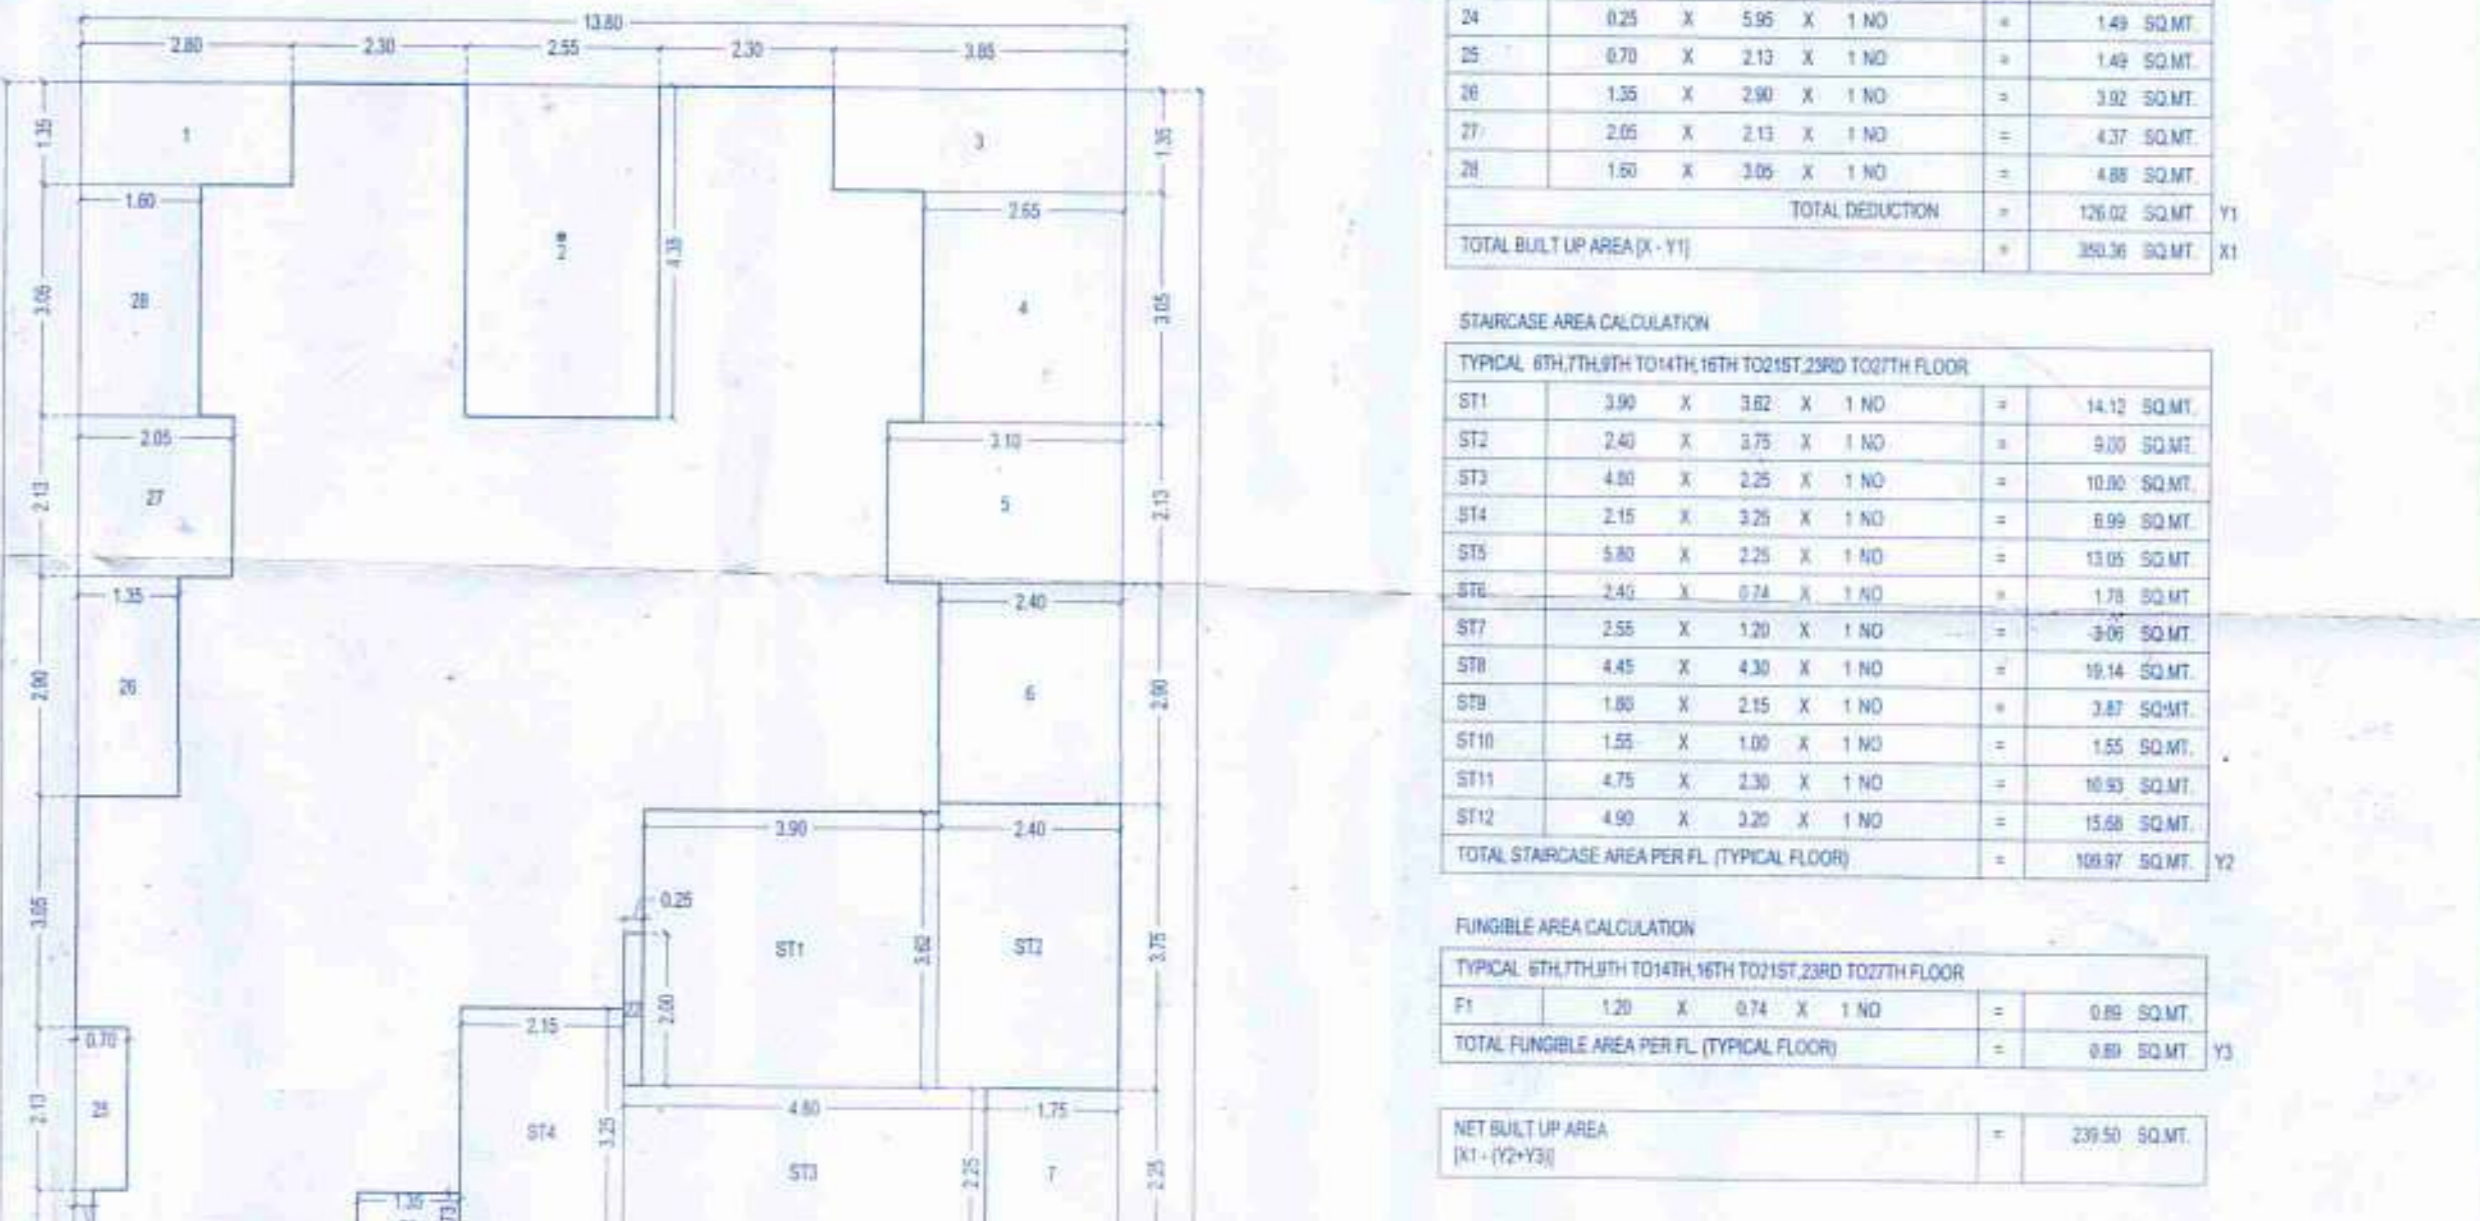 13.80
2.80 2.30 2.55 2.30 3.85
1.35 1 3 1.35
1.60 2.65
2
4.35
3.05 28 4 3.05
2.05 3.10
2.13 27 5 2.13
1.35 2.40
2.90 26 6 2.90
3.90 2.40
3.05 0.25
ST1 3.62 ST2 3.75
2.00
0.70 2.15
2.13 25 4.80 1.75
ST4 3.25
ST3 2.25 7 2.25
1.35
24 0.25 X 5.95 X 1 NO = 1.49 SQ.MT.
25 0.70 X 2.13 X 1 NO = 1.49 SQ.MT.
26 1.35 X 2.90 X 1 NO = 3.92 SQ.MT.
27 2.05 X 2.13 X 1 NO = 4.37 SQ.MT.
28 1.60 X 3.05 X 1 NO = 4.88 SQ.MT.
TOTAL DEDUCTION = 126.02 SQ.MT. Y1
TOTAL BUILT UP AREA [X - Y1] = 350.36 SQ.MT. X1
STAIRCASE AREA CALCULATION
TYPICAL 6TH,7TH,9TH TO14TH,16TH TO21ST,23RD TO27TH FLOOR
ST1 3.90 X 3.62 X 1 NO = 14.12 SQ.MT.
ST2 2.40 X 3.75 X 1 NO = 9.00 SQ.MT.
ST3 4.80 X 2.25 X 1 NO = 10.80 SQ.MT.
ST4 2.15 X 3.25 X 1 NO = 6.99 SQ.MT.
ST5 5.80 X 2.25 X 1 NO = 13.05 SQ.MT.
ST6 2.40 X 0.74 X 1 NO = 1.78 SQ.MT.
ST7 2.55 X 1.20 X 1 NO = 3.06 SQ.MT.
ST8 4.45 X 4.30 X 1 NO = 19.14 SQ.MT.
ST9 1.80 X 2.15 X 1 NO = 3.87 SQ.MT.
ST10 1.55 X 1.00 X 1 NO = 1.55 SQ.MT.
ST11 4.75 X 2.30 X 1 NO = 10.93 SQ.MT.
ST12 4.90 X 3.20 X 1 NO = 15.68 SQ.MT.
TOTAL STAIRCASE AREA PER FL. (TYPICAL FLOOR) = 109.97 SQ.MT. Y2
FUNGIBLE AREA CALCULATION
TYPICAL 6TH,7TH,9TH TO14TH,16TH TO21ST,23RD TO27TH FLOOR
F1 1.20 X 0.74 X 1 NO = 0.89 SQ.MT.
TOTAL FUNGIBLE AREA PER FL. (TYPICAL FLOOR) = 0.89 SQ.MT. Y3
NET BUILT UP AREA = 239.50 SQ.MT.
[X1 - (Y2+Y3)]